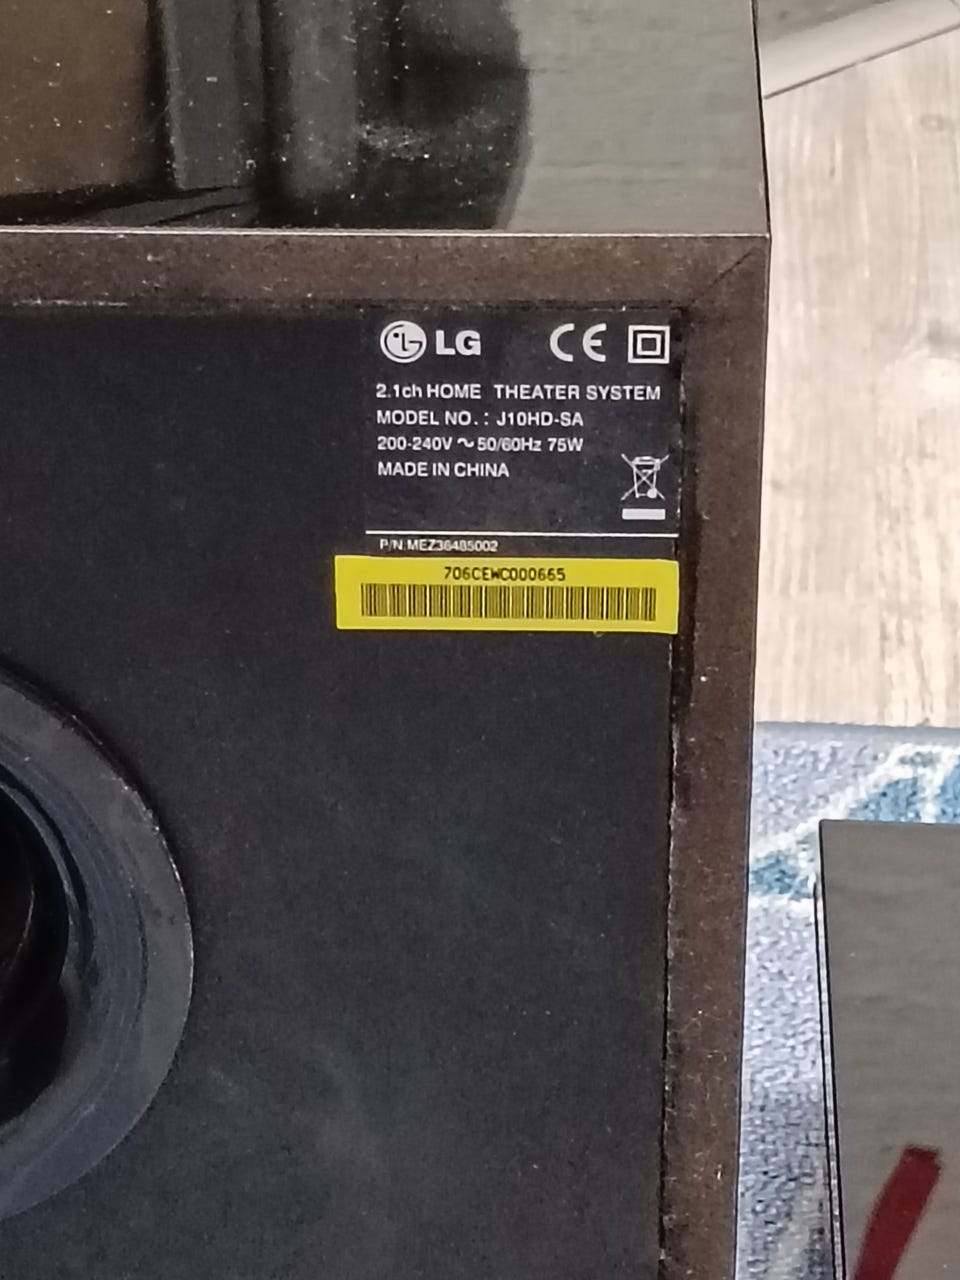 LG CE
2.1ch HOME THEATER SYSTEM
MODEL NO. : J10HD-SA
200-240V ~ 50/60Hz 75W
MADE IN CHINA
P/N:MEZ36485002
706CEWC000665